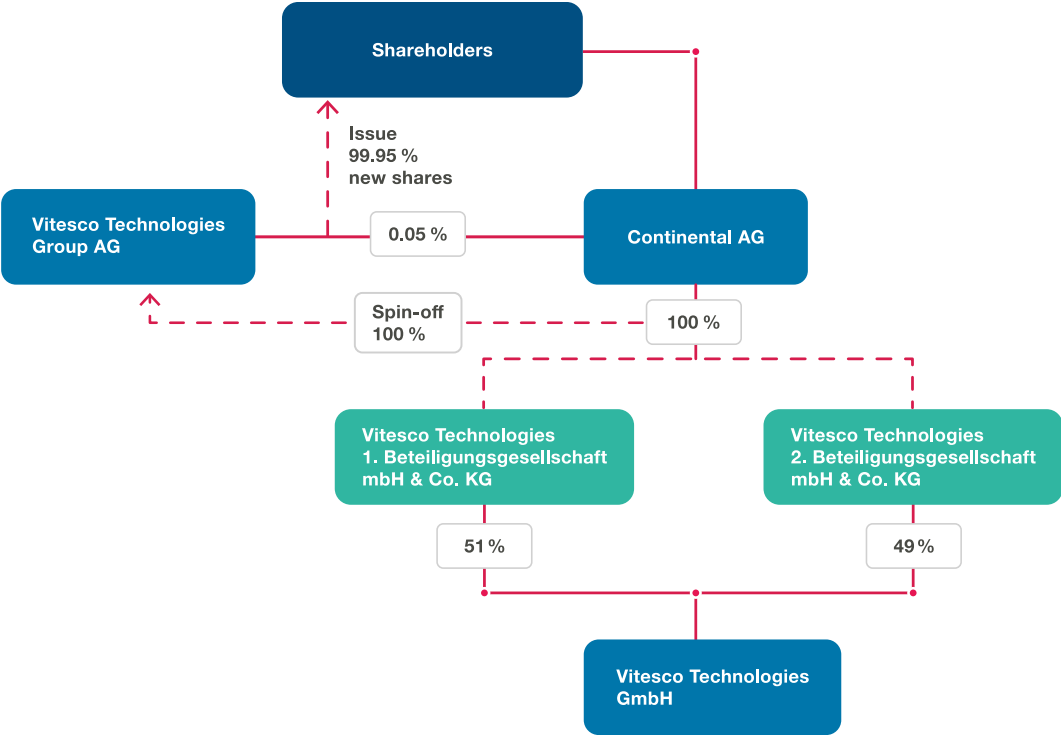 Shareholders
Issue
99.95 %
new shares
Vitesco Technologies
Group AG
0.05 %
Continental AG
Spin-off
100 %
100 %
Vitesco Technologies
1. Beteiligungsgesellschaft
mbH & Co. KG
Vitesco Technologies
2. Beteiligungsgesellschaft
mbH & Co. KG
51 %
49 %
Vitesco Technologies
GmbH